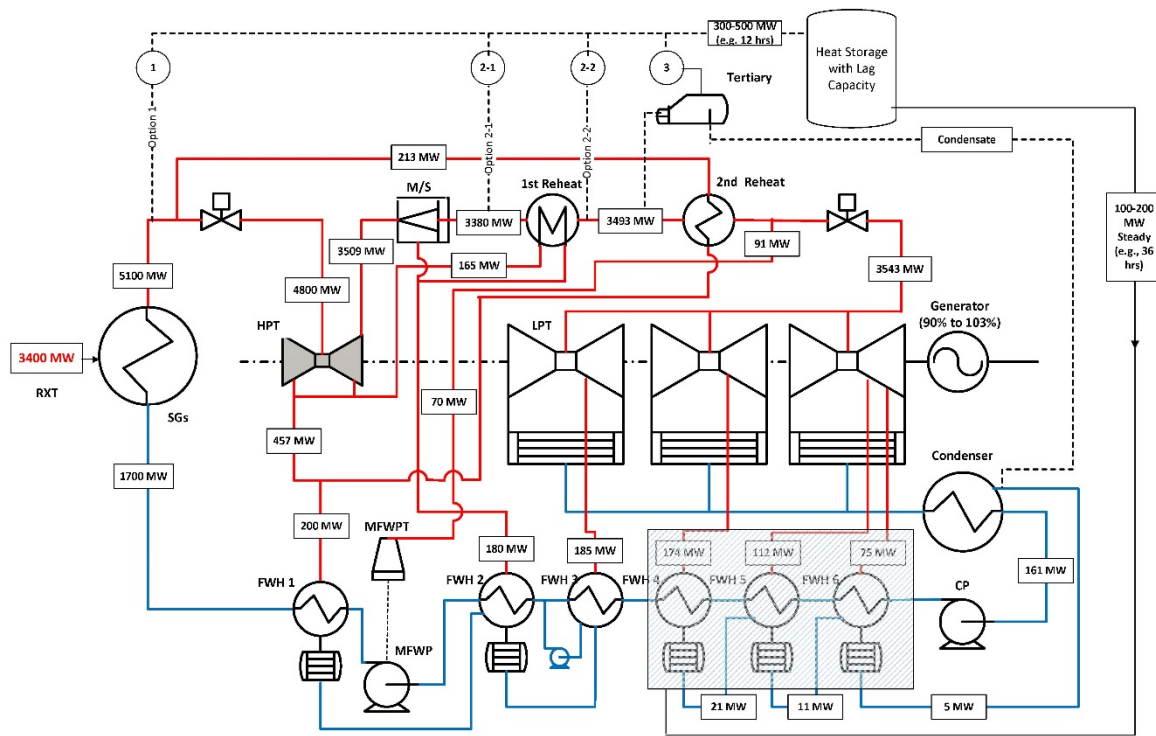 300-500 MW
(e.g. 12 hrs)
Heat Storage
with Lag
Capacity
1
2-1
2-2
3
Tertiary
Option 1
Option 2-1
Option 2-2
Condensate
213 MW
M/S
1st Reheat
2nd Reheat
3380 MW
3493 MW
3509 MW
165 MW
91 MW
100-200
MW
Steady
(e.g., 36
hrs)
5100 MW
4800 MW
3543 MW
HPT
LPT
Generator
(90% to 103%)
3400 MW
RXT
SGs
70 MW
457 MW
1700 MW
Condenser
200 MW
MFWPT
180 MW
185 MW
174 MW
112 MW
75 MW
161 MW
FWH 1
FWH 2
FWH 3
FWH 4
FWH 5
FWH 6
CP
MFWP
21 MW
11 MW
5 MW